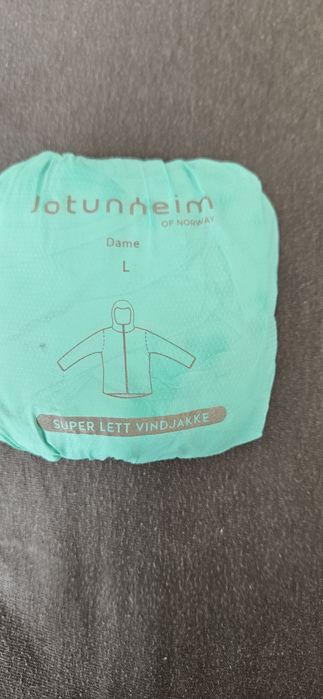 Jotunheim
OF NORWAY
Dame
L
SUPER LETT VINDJAKKE